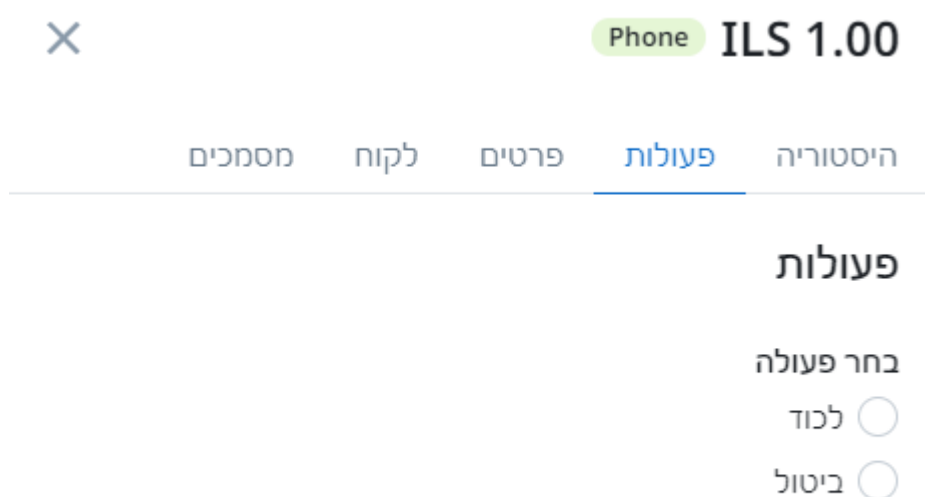 ILS 1.00 Phone
היסטוריה פעולות פרטים לקוח מסמכים
פעולות
בחר פעולה
לכוד
ביטול